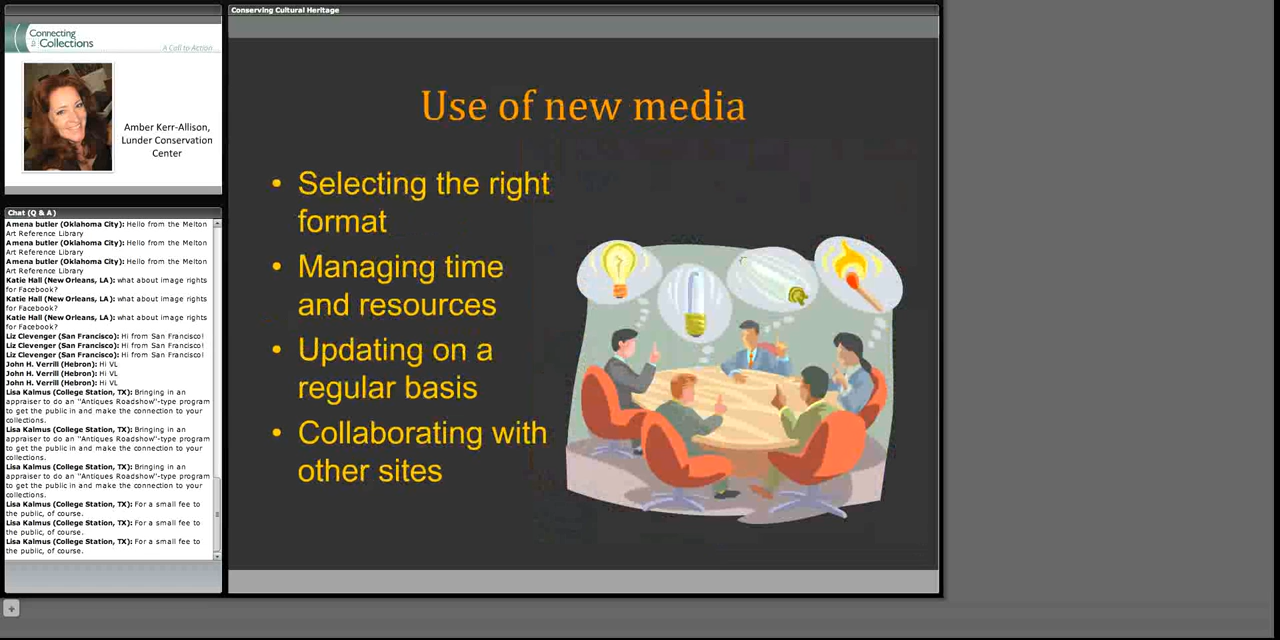 Conserving Cultural Heritage
Connecting
to Collections
A Call to Action
Amber Kerr-Allison,
Lunder Conservation
Center
Chat (Q & A)
Amena butler (Oklahoma City): Hello from the Melton
Art Reference Library
Amena butler (Oklahoma City): Hello from the Melton
Art Reference Library
Amena butler (Oklahoma City): Hello from the Melton
Art Reference Library
Katie Hall (New Orleans, LA): what about image rights
for Facebook?
Katie Hall (New Orleans, LA): what about image rights
for Facebook?
Katie Hall (New Orleans, LA): what about image rights
for Facebook?
Liz Clevenger (San Francisco): Hi from San Francisco!
Liz Clevenger (San Francisco): Hi from San Francisco!
Liz Clevenger (San Francisco): Hi from San Francisco!
John H. Verrill (Hebron): Hi VL
John H. Verrill (Hebron): Hi VL
John H. Verrill (Hebron): Hi VL
Lisa Kalmus (College Station, TX): Bringing in an
appraiser to do an "Antiques Roadshow"-type program
to get the public in and make the connection to your
collections.
Lisa Kalmus (College Station, TX): Bringing in an
appraiser to do an "Antiques Roadshow"-type program
to get the public in and make the connection to your
collections.
Lisa Kalmus (College Station, TX): Bringing in an
appraiser to do an "Antiques Roadshow"-type program
to get the public in and make the connection to your
collections.
Lisa Kalmus (College Station, TX): For a small fee to
the public, of course.
Lisa Kalmus (College Station, TX): For a small fee to
the public, of course.
Lisa Kalmus (College Station, TX): For a small fee to
the public, of course.
Use of new media
• Selecting the right
format
• Managing time
and resources
• Updating on a
regular basis
• Collaborating with
other sites